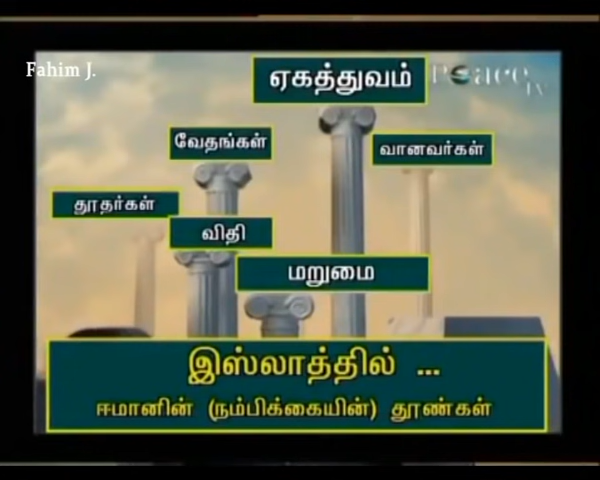 Fahim J.
Peace TV
ஏகத்துவம்
வேதங்கள்
வானவர்கள்
தூதர்கள்
விதி
மறுமை
இஸ்லாத்தில் ...
ஈமானின் (நம்பிக்கையின்) தூண்கள்